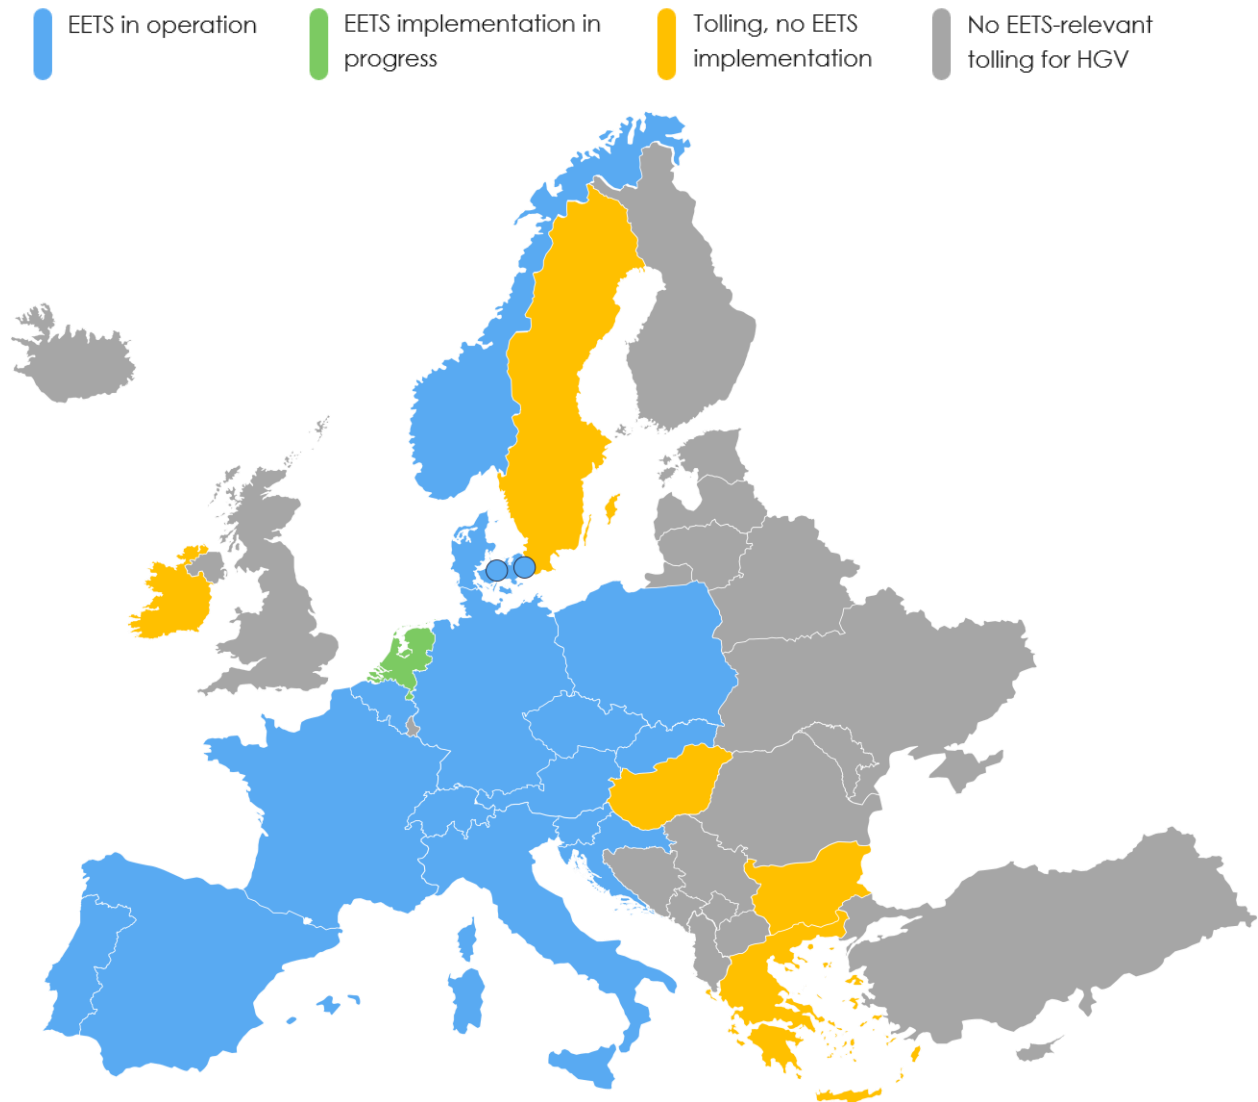 EETS in operation
EETS implementation in
progress
Tolling, no EETS
implementation
No EETS-relevant
tolling for HGV